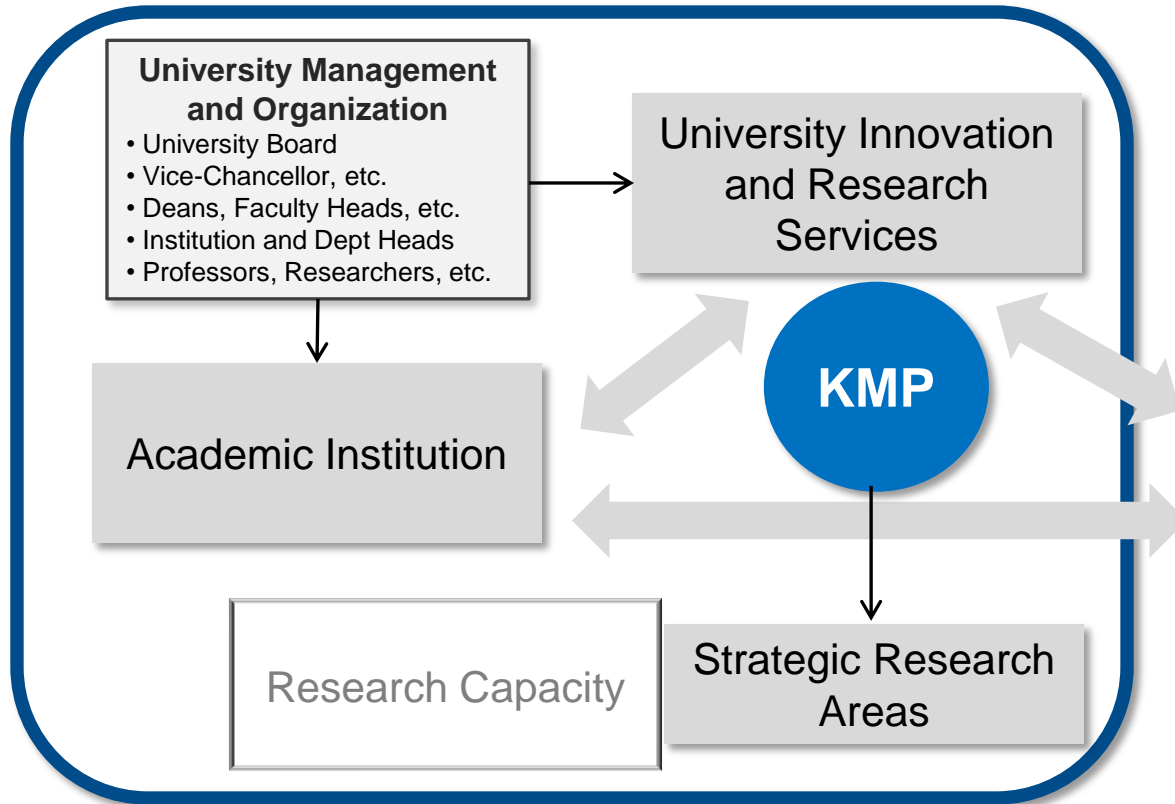 University Management
and Organization
• University Board
• Vice-Chancellor, etc.
• Deans, Faculty Heads, etc.
• Institution and Dept Heads
• Professors, Researchers, etc.
University Innovation
and Research
Services
KMP
Academic Institution
Research Capacity
Strategic Research
Areas